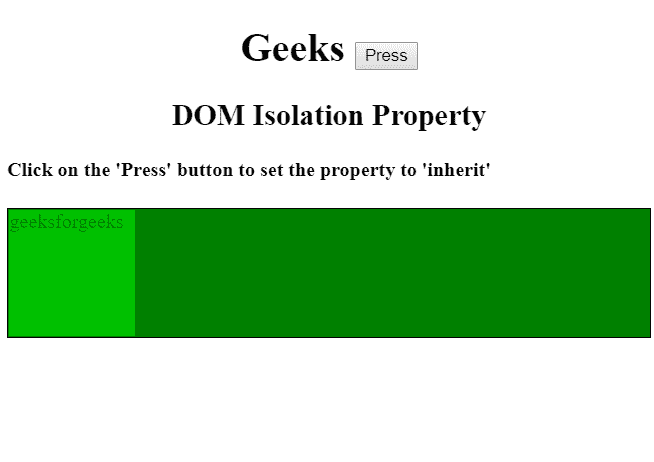 Geeks Press
DOM Isolation Property
Click on the 'Press' button to set the property to 'inherit'
geeksforgeeks